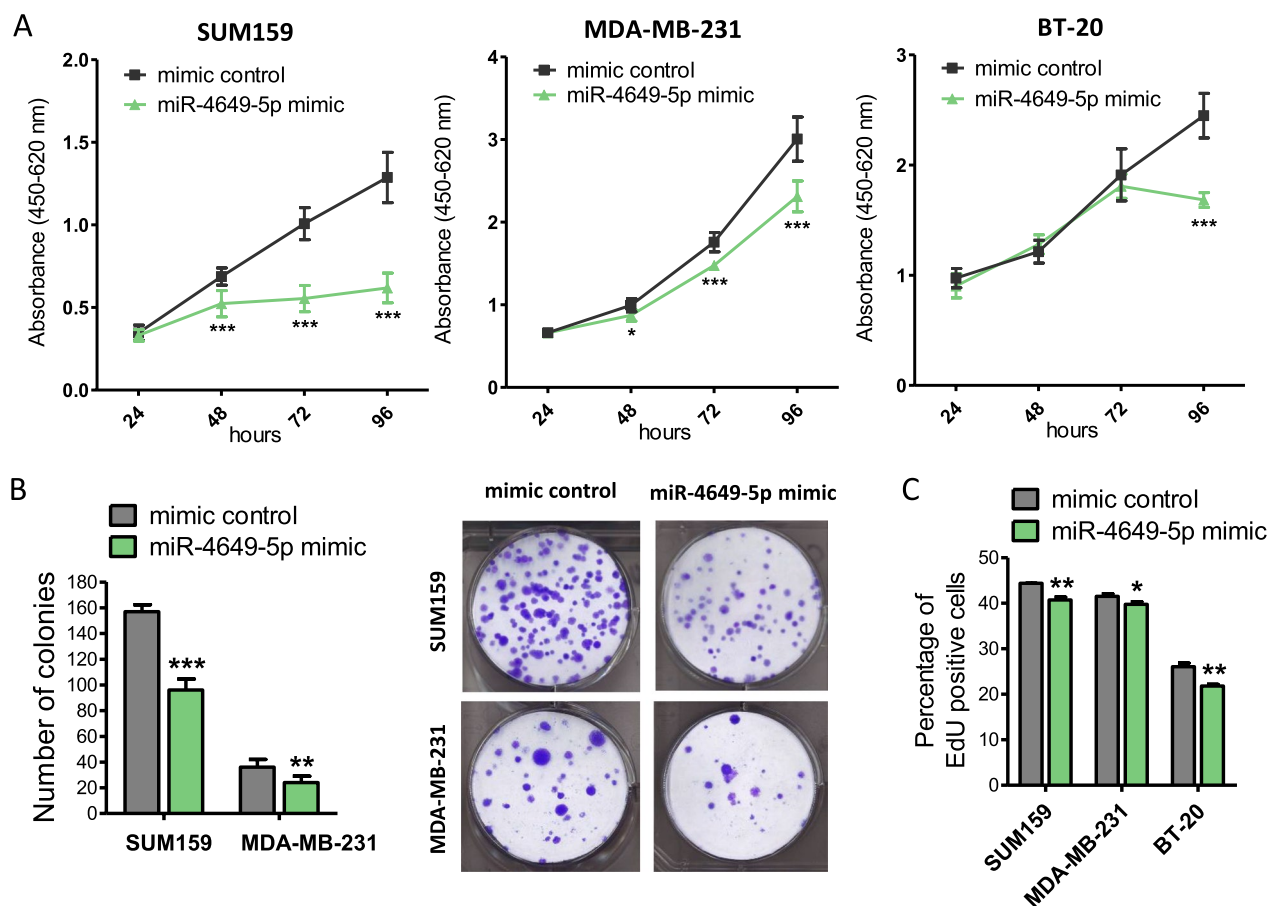 A
SUM159
mimic control
miR-4649-5p mimic
Absorbance (450-620 nm)
2.0
1.5
1.0
0.5
0.0
***
***
***
24
48
72
96
hours
MDA-MB-231
mimic control
miR-4649-5p mimic
Absorbance (450-620 nm)
4
3
2
1
0
*
***
***
24
48
72
96
hours
BT-20
mimic control
miR-4649-5p mimic
Absorbance (450-620 nm)
3
2
1
0
***
24
48
72
96
hours
B
mimic control
miR-4649-5p mimic
Number of colonies
180
160
140
120
100
80
60
40
20
0
***
**
SUM159
MDA-MB-231
mimic control
miR-4649-5p mimic
SUM159
MDA-MB-231
C
mimic control
miR-4649-5p mimic
Percentage of
EdU positive cells
50
40
30
20
10
0
**
*
**
SUM159
MDA-MB-231
BT-20